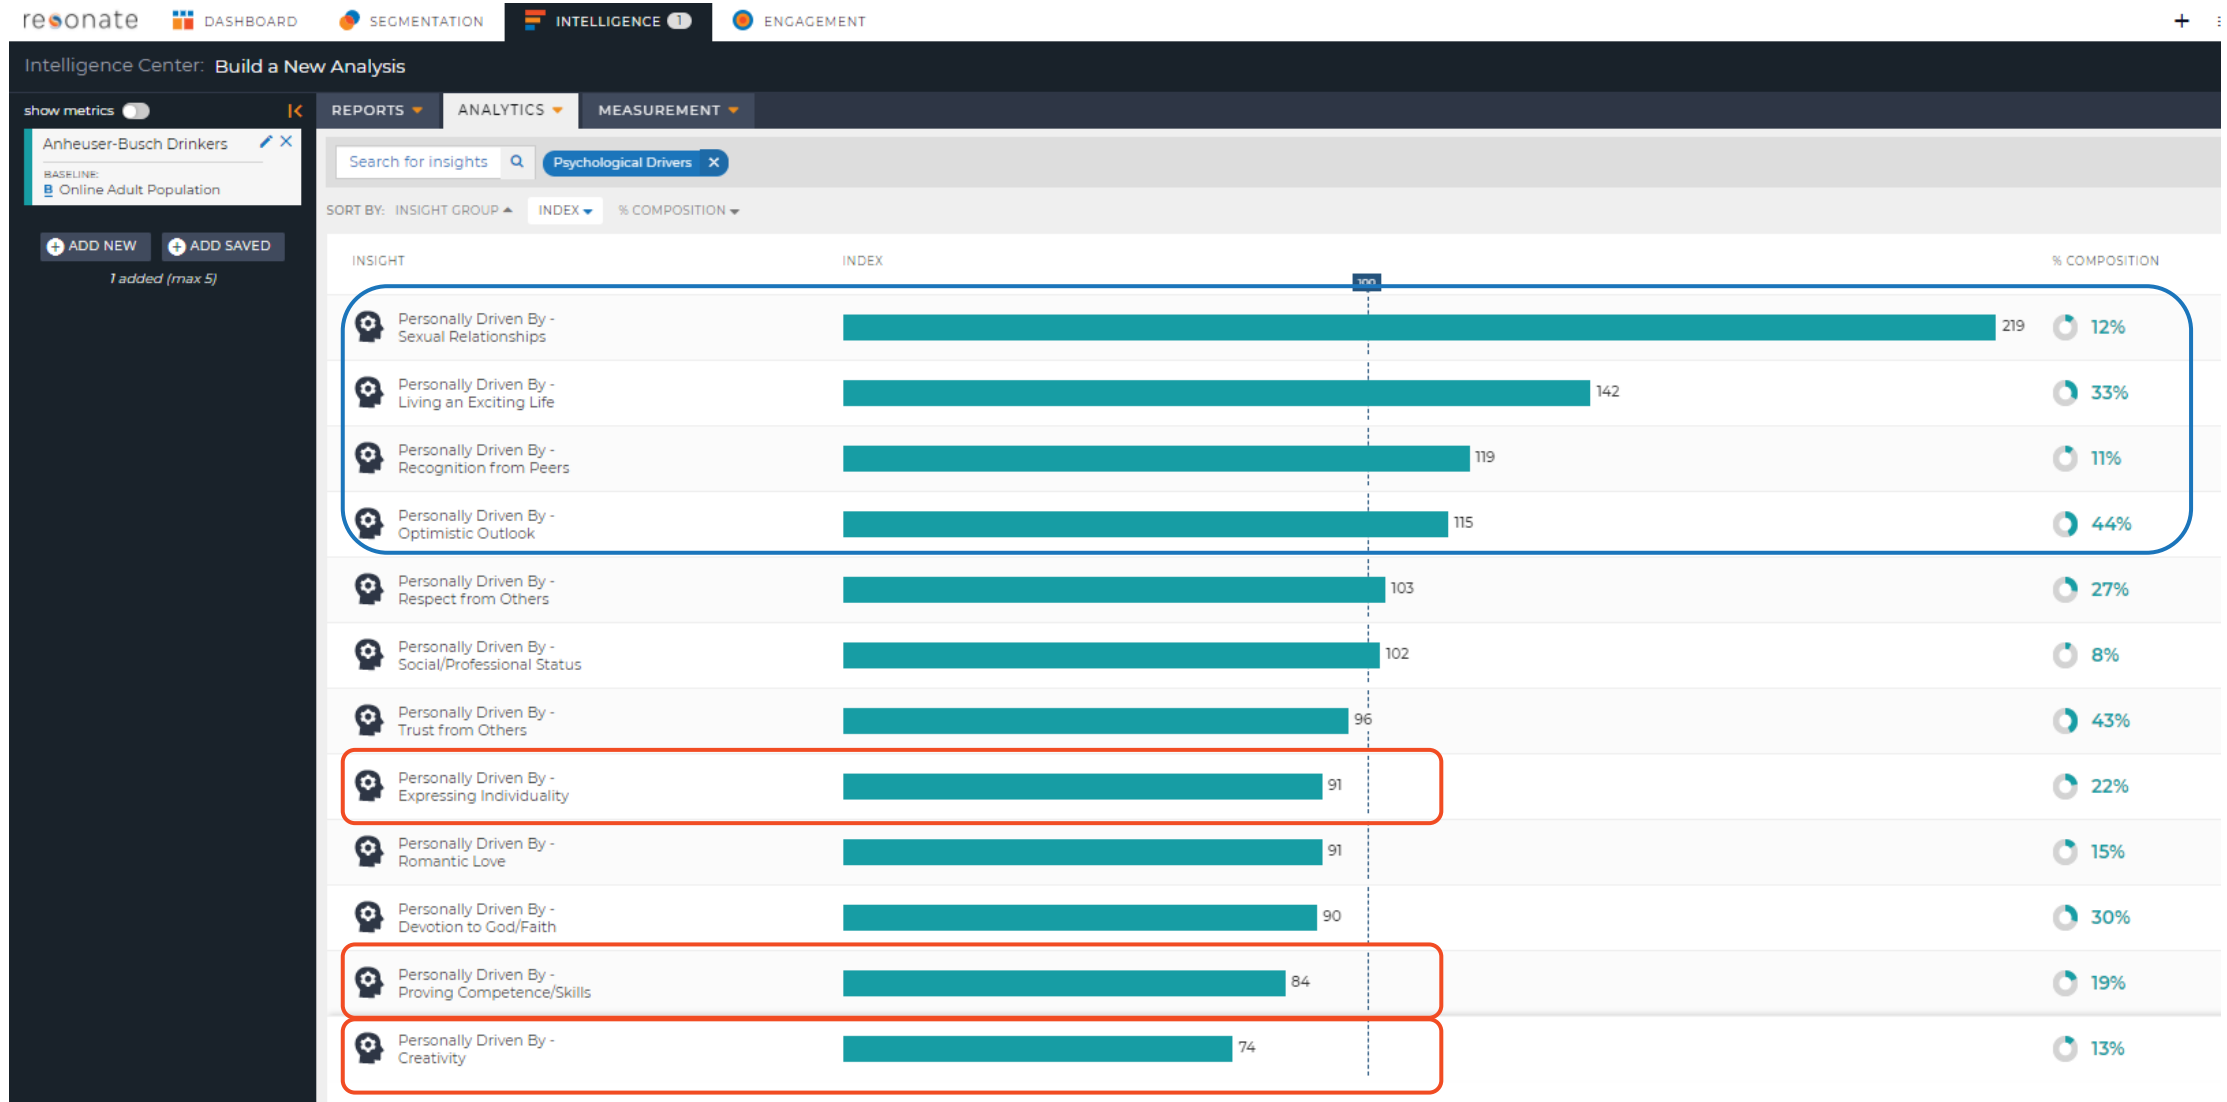 resonate DASHBOARD SEGMENTATION INTELLIGENCE 1 ENGAGEMENT +
Intelligence Center: Build a New Analysis
show metrics REPORTS ANALYTICS MEASUREMENT
Anheuser-Busch Drinkers
BASELINE:
B Online Adult Population
ADD NEW ADD SAVED
1 added (max 5)
Search for insights Psychological Drivers X
SORT BY: INSIGHT GROUP INDEX % COMPOSITION
INSIGHT INDEX % COMPOSITION
100
Personally Driven By -
Sexual Relationships 219 12%
Personally Driven By -
Living an Exciting Life 142 33%
Personally Driven By -
Recognition from Peers 119 11%
Personally Driven By -
Optimistic Outlook 115 44%
Personally Driven By -
Respect from Others 103 27%
Personally Driven By -
Social/Professional Status 102 8%
Personally Driven By -
Trust from Others 96 43%
Personally Driven By -
Expressing Individuality 91 22%
Personally Driven By -
Romantic Love 91 15%
Personally Driven By -
Devotion to God/Faith 90 30%
Personally Driven By -
Proving Competence/Skills 84 19%
Personally Driven By -
Creativity 74 13%